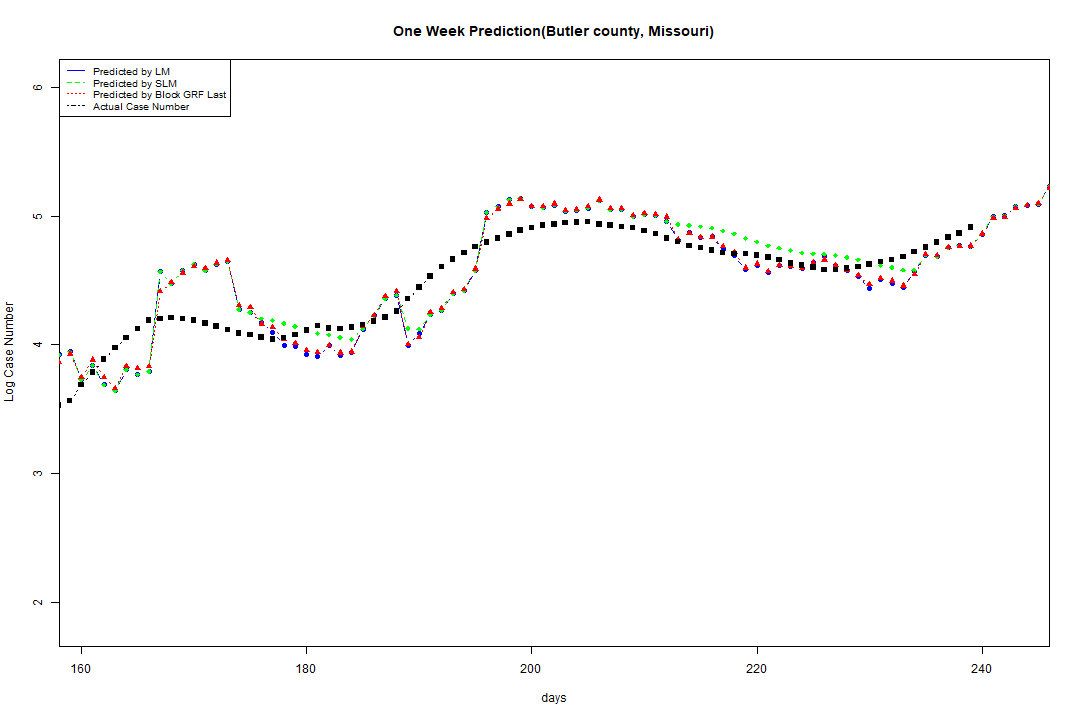 One Week Prediction(Butler county, Missouri)
Predicted by LM
Predicted by SLM
Predicted by Block GRF Last
Actual Case Number
6
5
4
3
2
Log Case Number
160 180 200 220 240
days